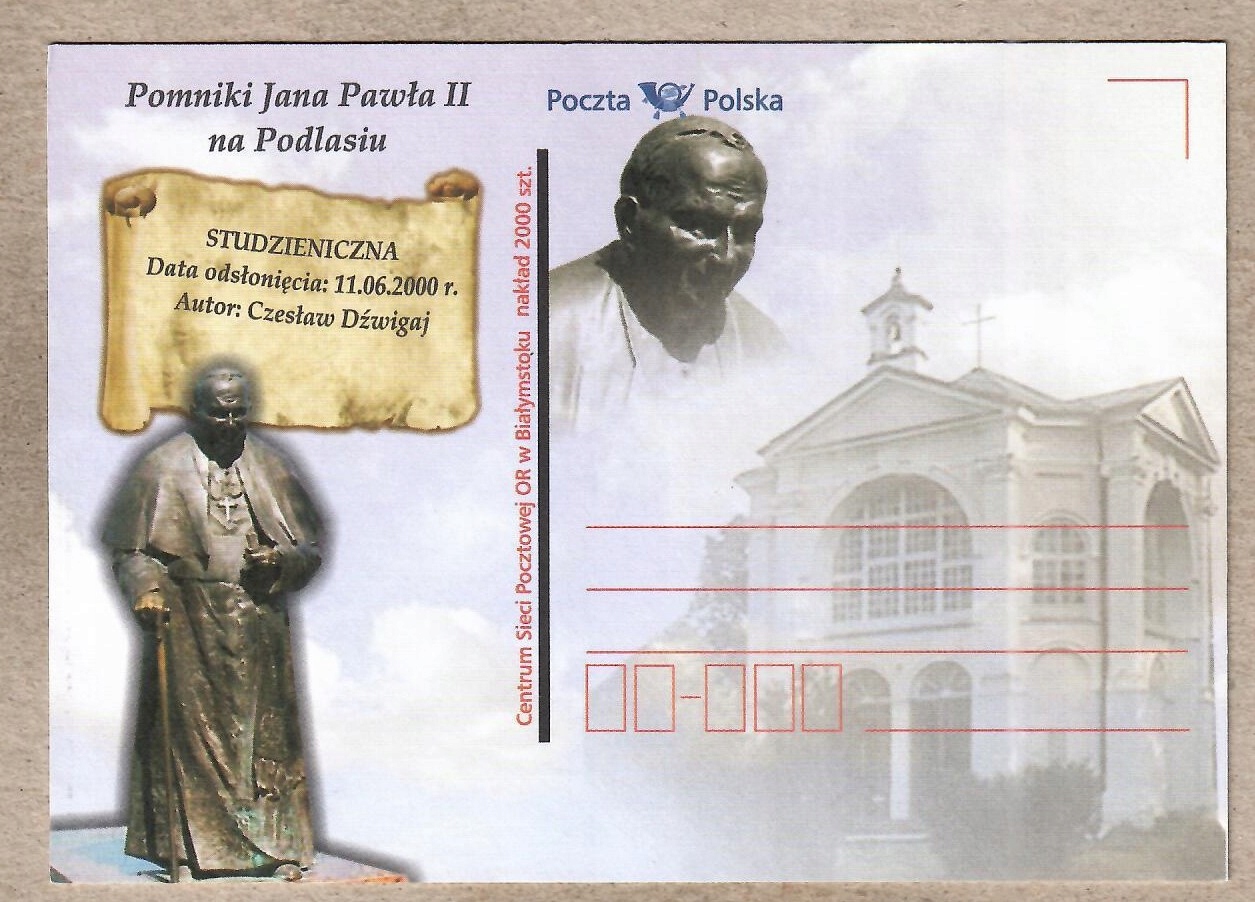 Pomniki Jana Pawła II
na Podlasiu
STUDZIENICZNA
Data odsłonięcia: 11.06.2000 r.
Autor: Czesław Dźwigaj
Centrum Sieci Pocztowej OR w Białymstoku nakład 2000 szt.
Poczta Polska